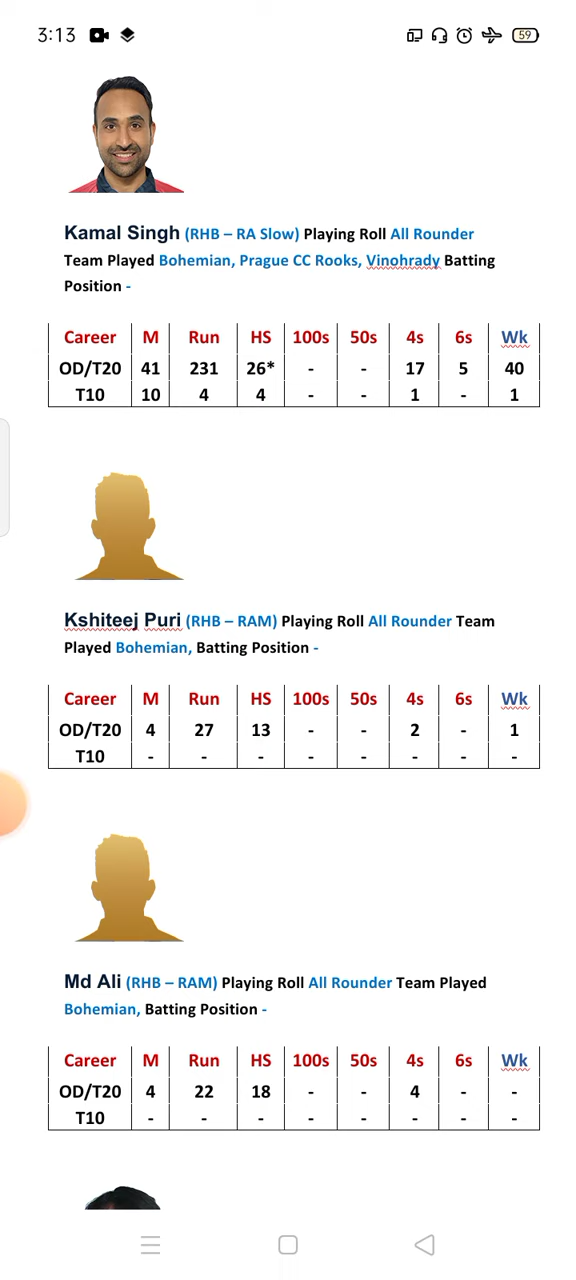 3:13 59
Kamal Singh (RHB – RA Slow) Playing Roll All Rounder
Team Played Bohemian, Prague CC Rooks, Vinohrady Batting
Position -
Career M Run HS 100s 50s 4s 6s Wk
OD/T20 41 231 26* - - 17 5 40
T10 10 4 4 - - 1 - 1
Kshiteej Puri (RHB – RAM) Playing Roll All Rounder Team
Played Bohemian, Batting Position -
Career M Run HS 100s 50s 4s 6s Wk
OD/T20 4 27 13 - - 2 - 1
T10 - - - - - - - -
Md Ali (RHB – RAM) Playing Roll All Rounder Team Played
Bohemian, Batting Position -
Career M Run HS 100s 50s 4s 6s Wk
OD/T20 4 22 18 - - 4 - -
T10 - - - - - - - -